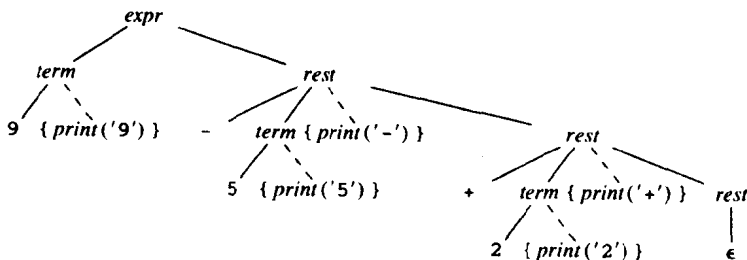 expr
term rest
9 { print('9') } - term { print('-') } rest
5 { print('5') } + term { print('+') } rest
2 { print('2') } ϵ